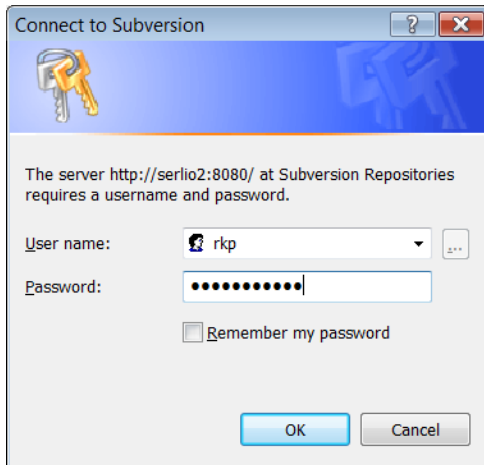 Connect to Subversion
The server http://serlio2:8080/ at Subversion Repositories
requires a username and password.
User name: rkp
...
Password: ●●●●●●●●●●●
Remember my password
OK Cancel